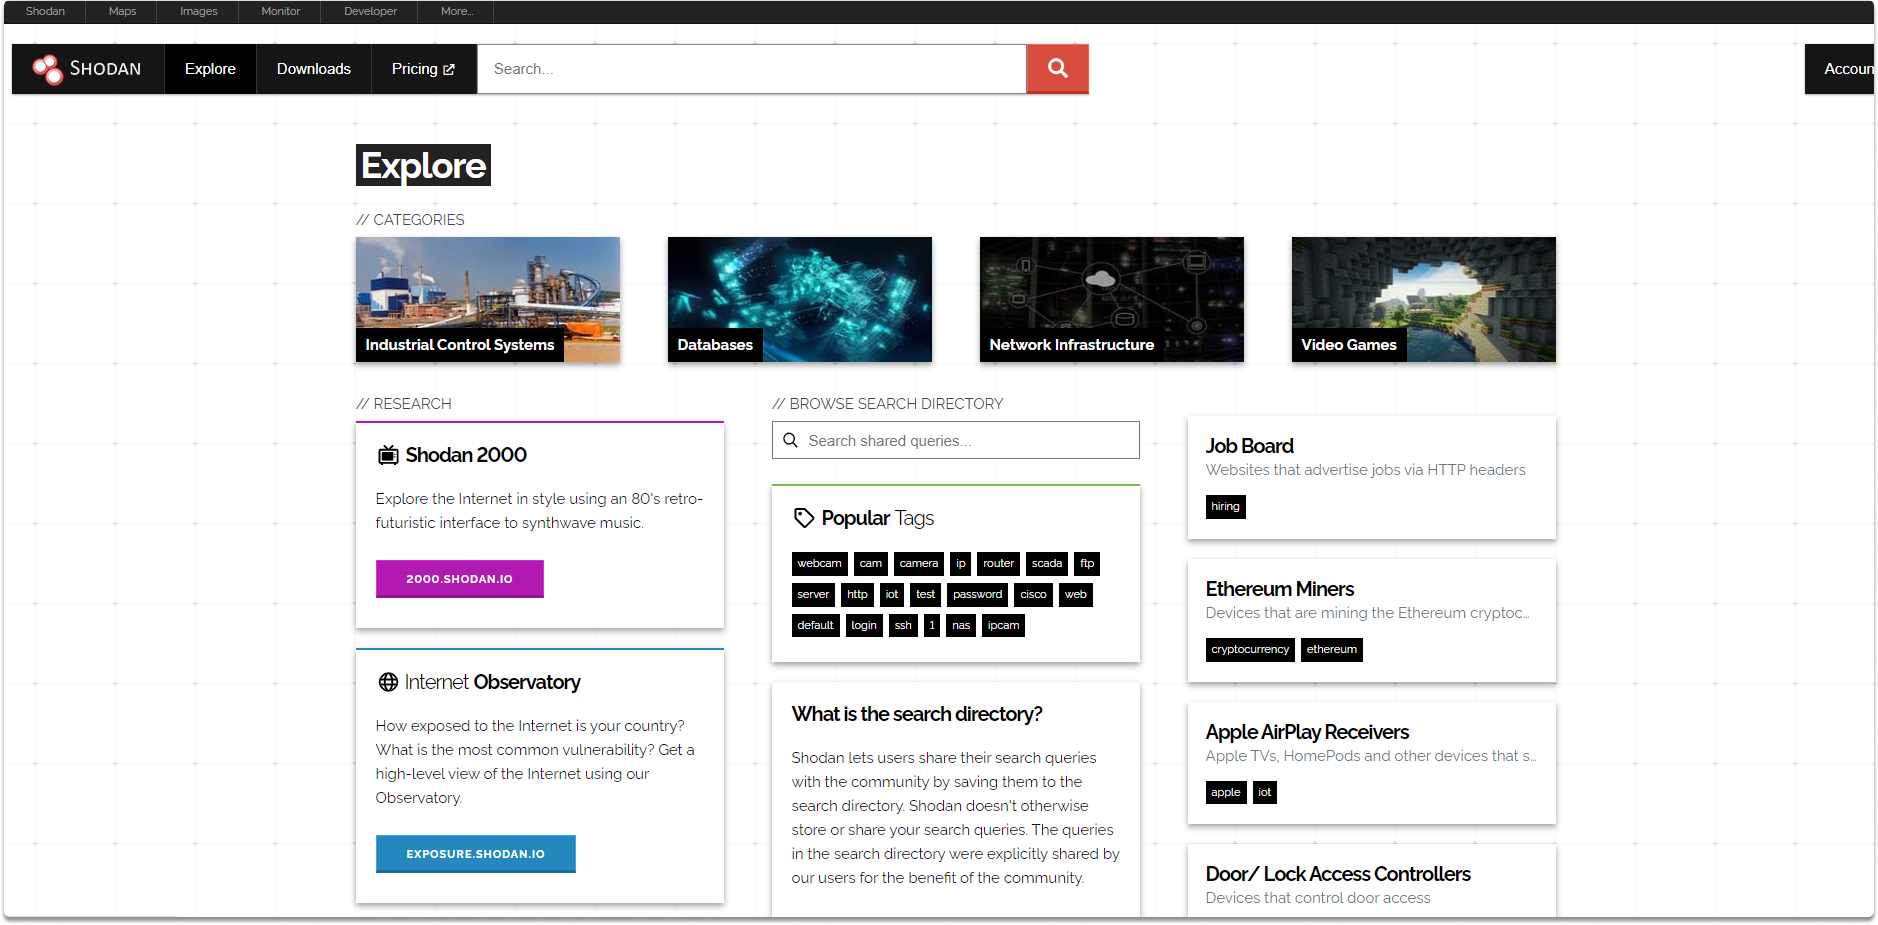 Shodan
Maps
Images
Monitor
Developer
More...
SHODAN
Explore
Downloads
Pricing
Search...
Accoun
Explore
// CATEGORIES
Industrial Control Systems
Databases
Network Infrastructure
Video Games
// RESEARCH
Shodan 2000
Explore the Internet in style using an 80's retro-
futuristic interface to synthwave music.
2000.SHODAN.IO
Internet Observatory
How exposed to the Internet is your country?
What is the most common vulnerability? Get a
high-level view of the Internet using our
Observatory.
EXPOSURE.SHODAN.IO
// BROWSE SEARCH DIRECTORY
Search shared queries...
Popular Tags
webcam cam camera ip router scada ftp
server http iot test password cisco web
default login ssh 1 nas ipcam
What is the search directory?
Shodan lets users share their search queries
with the community by saving them to the
search directory. Shodan doesn't otherwise
store or share your search queries. The queries
in the search directory were explicitly shared by
our users for the benefit of the community.
Job Board
Websites that advertise jobs via HTTP headers
hiring
Ethereum Miners
Devices that are mining the Ethereum cryptoc...
cryptocurrency ethereum
Apple AirPlay Receivers
Apple TVs, HomePods and other devices that s...
apple iot
Door/ Lock Access Controllers
Devices that control door access